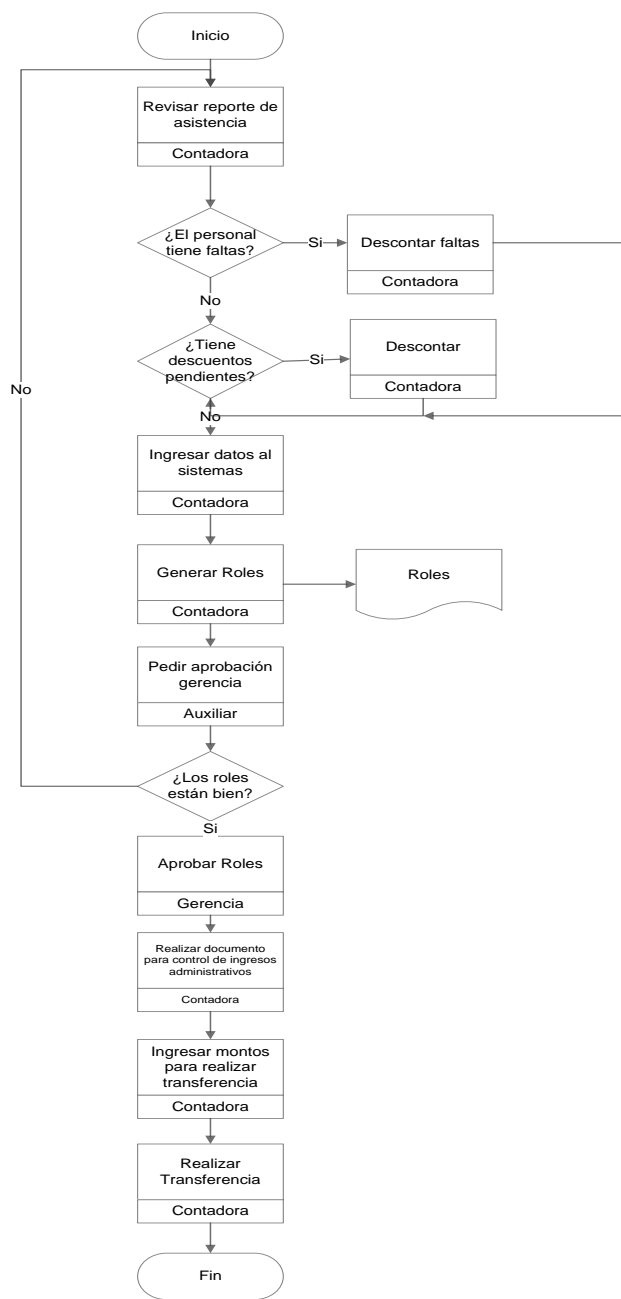 Inicio
Revisar reporte de
asistencia
Contadora
¿El personal
tiene faltas?
Si
Descontar faltas
Contadora
No
¿Tiene
descuentos
pendientes?
Si
Descontar
Contadora
No
No
Ingresar datos al
sistemas
Contadora
Generar Roles
Contadora
Roles
Pedir aprobación
gerencia
Auxiliar
¿Los roles
están bien?
Si
Aprobar Roles
Gerencia
Realizar documento
para control de ingresos
administrativos
Contadora
Ingresar montos
para realizar
transferencia
Contadora
Realizar
Transferencia
Contadora
Fin